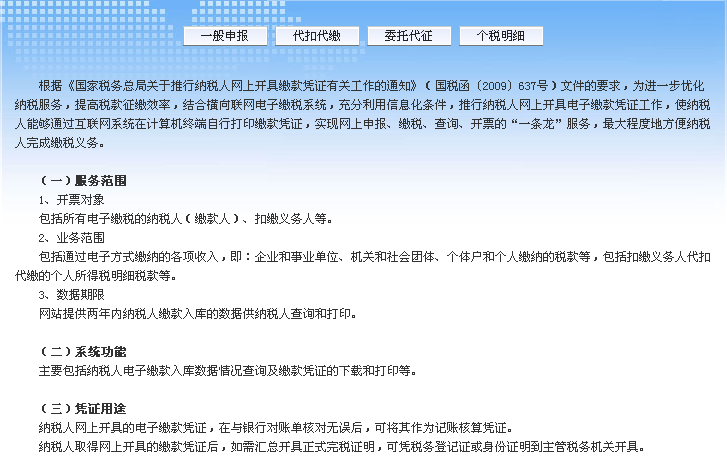 一般申报 代扣代缴 委托代征 个税明细
根据《国家税务总局关于推行纳税人网上开具缴款凭证有关工作的通知》（国税函〔2009〕637号）文件的要求，为进一步优化
纳税服务，提高税款征缴效率，结合横向联网电子缴税系统，充分利用信息化条件，推行纳税人网上开具电子缴款凭证工作，使纳税
人能够通过互联网系统在计算机终端自行打印缴款凭证，实现网上申报、缴税、查询、开票的“一条龙”服务，最大程度地方便纳税
人完成缴税义务。
（一）服务范围
1、开票对象
包括所有电子缴税的纳税人（缴款人）、扣缴义务人等。
2、业务范围
包括通过电子方式缴纳的各项收入，即：企业和事业单位、机关和社会团体、个体户和个人缴纳的税款等，包括扣缴义务人代扣
代缴的个人所得税明细税款等。
3、数据期限
网站提供两年内纳税人缴款入库的数据供纳税人查询和打印。
（二）系统功能
主要包括纳税人电子缴款入库数据情况查询及缴款凭证的下载和打印等。
（三）凭证用途
纳税人网上开具的电子缴款凭证，在与银行对账单核对无误后，可将其作为记账核算凭证。
纳税人取得网上开具的缴款凭证后，如需汇总开具正式完税证明，可凭税务登记证或身份证明到主管税务机关开具。